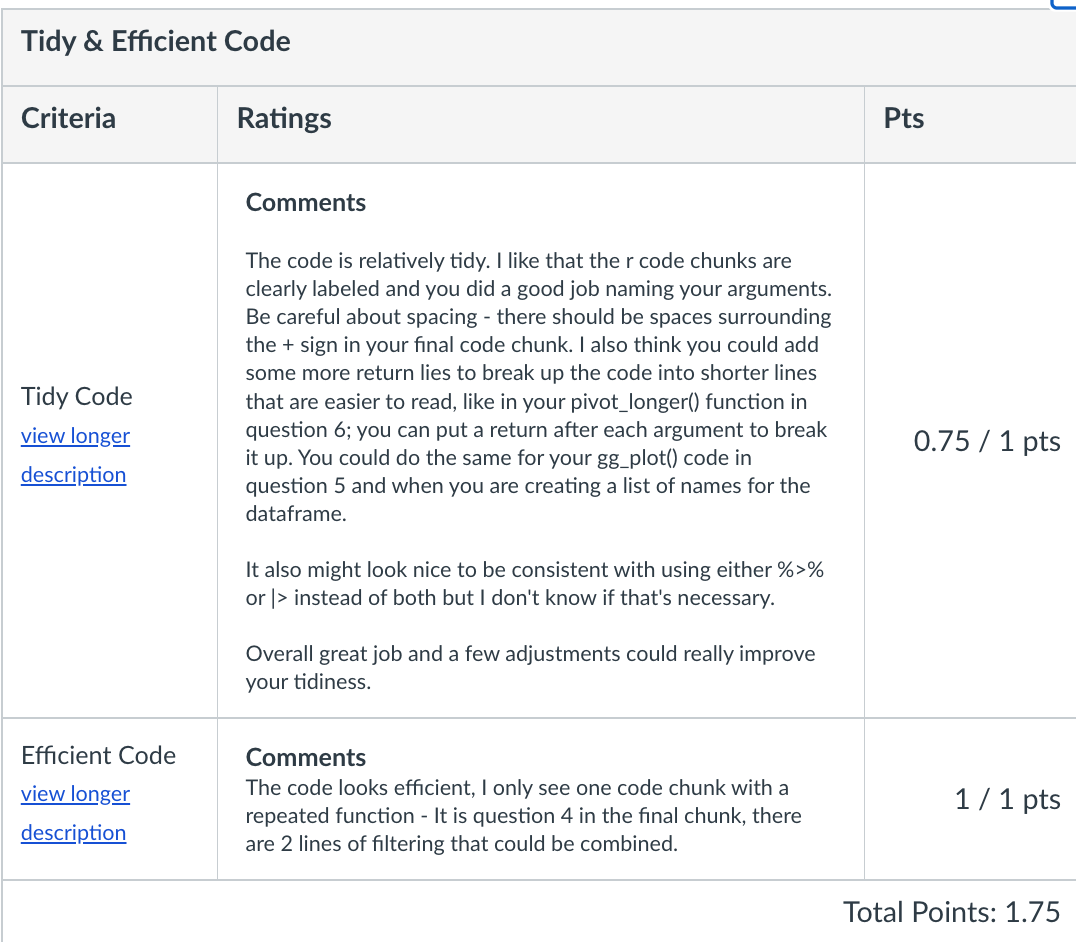 Tidy & Efficient Code
Criteria
Ratings
Pts
Tidy Code
view longer
description
Comments
The code is relatively tidy. I like that the r code chunks are
clearly labeled and you did a good job naming your arguments.
Be careful about spacing - there should be spaces surrounding
the + sign in your final code chunk. I also think you could add
some more return lies to break up the code into shorter lines
that are easier to read, like in your pivot_longer() function in
question 6; you can put a return after each argument to break
it up. You could do the same for your gg_plot() code in
question 5 and when you are creating a list of names for the
dataframe.
It also might look nice to be consistent with using either %>%
or |> instead of both but I don't know if that's necessary.
Overall great job and a few adjustments could really improve
your tidiness.
0.75 / 1 pts
Efficient Code
view longer
description
Comments
The code looks efficient, I only see one code chunk with a
repeated function - It is question 4 in the final chunk, there
are 2 lines of filtering that could be combined.
1 / 1 pts
Total Points: 1.75